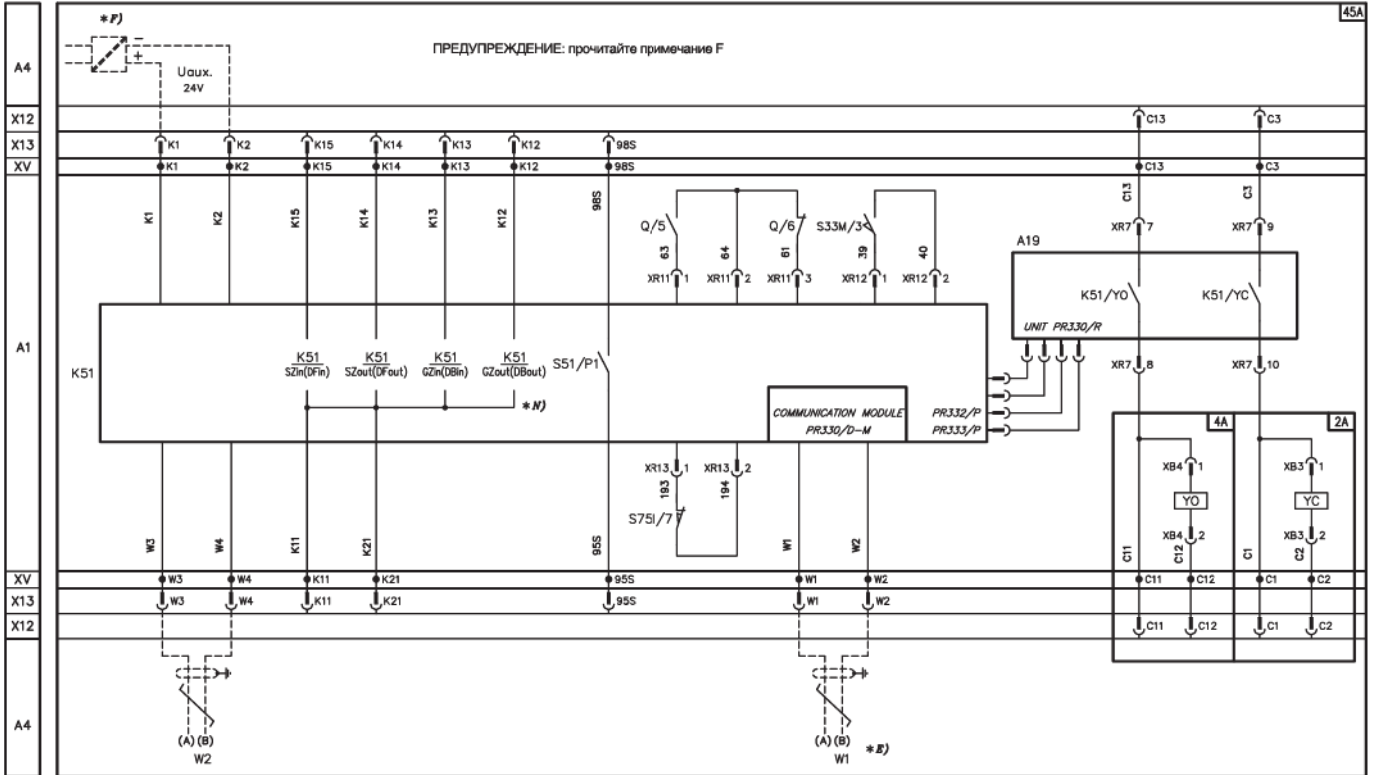 *F)
45A
ПРЕДУПРЕЖДЕНИЕ: прочитайте примечание F
A4
- 
+
Uaux.
24V
X12
C13 C3
X13
K1 K2 K15 K14 K13 K12 98S
XV
K1 K2 K15 K14 K13 K12 98S C13 C3
K1 K2 K15 K14 K13 K12 98S C13 C3
Q/5 Q/6 S33M/3 XR7 7 XR7 9
63 64 61 39 40
A19
XR11 1 XR11 2 XR11 3 XR12 1 XR12 2
K51/YO K51/YC
UNIT PR330/R
A1
K51
K51 K51 K51 K51 S51/P1
SZin(DFin) SZout(DFout) GZin(DBin) GZout(DBout)
XR7 8 XR7 10
*N)
COMMUNICATION MODULE
PR330/D-M
PR332/P
PR333/P
4A 2A
XR13 1 XR13 2
193 194
XB4 1 XB3 1
YO YC
S75I/7
XB4 2 XB3 2
W3 W4 K11 K21 95S W1 W2 C11 C12 C1 C2
XV
W3 W4 K11 K21 95S W1 W2 C11 C12 C1 C2
X13
W3 W4 K11 K21 95S W1 W2
X12
C11 C12 C1 C2
A4
(A) (B) (A) (B) *E)
W2 W1